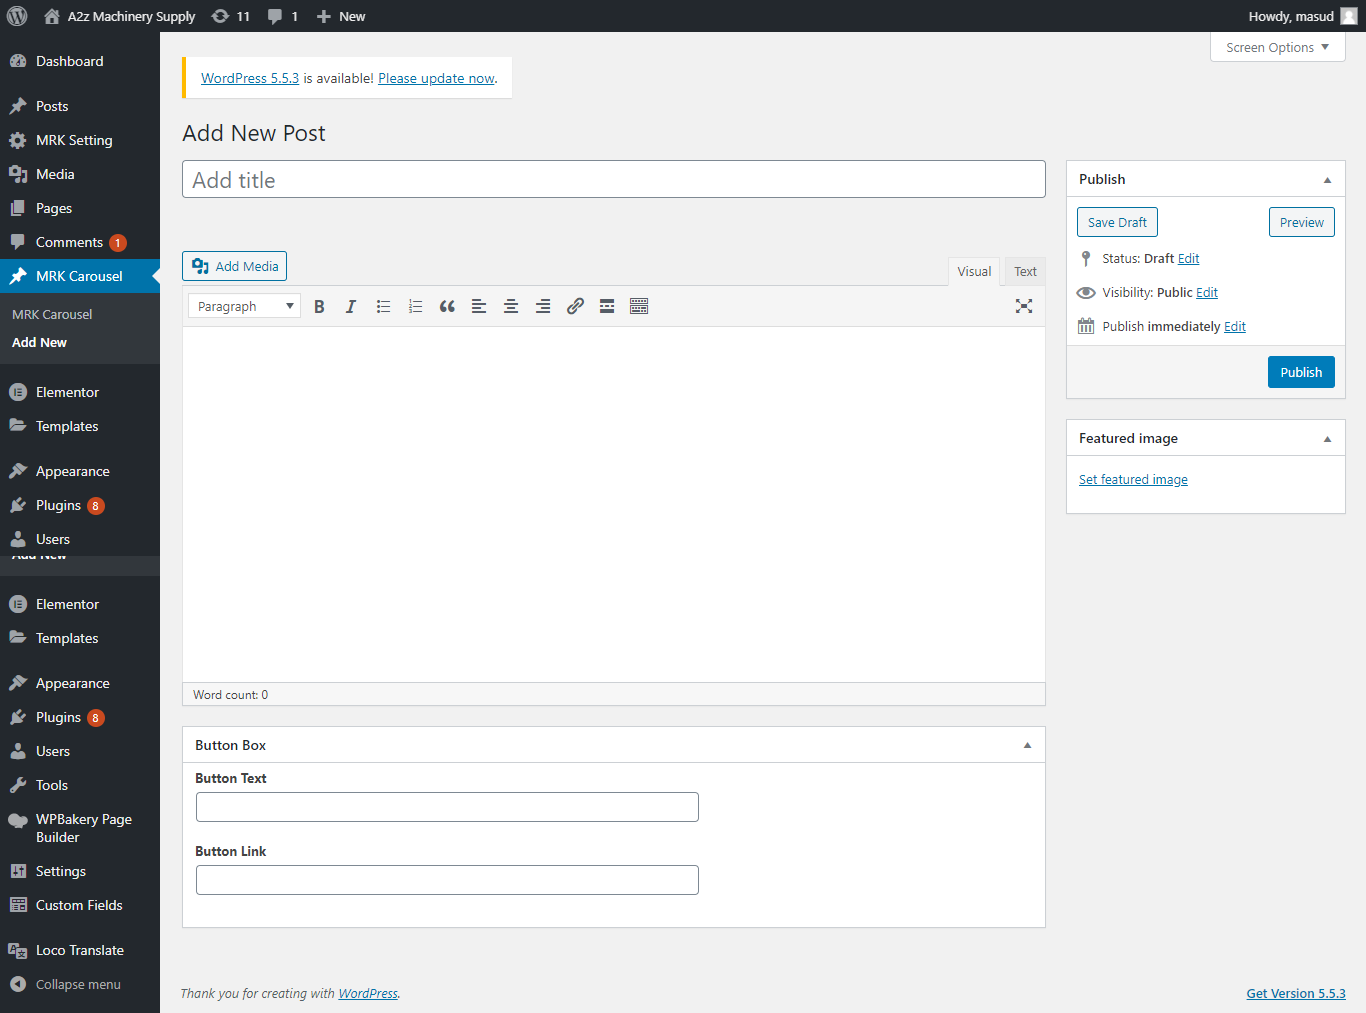 A2z Machinery Supply 11 1 New Howdy, masud
Dashboard
Posts
MRK Setting
Media
Pages
Comments 1
MRK Carousel
MRK Carousel
Add New
Elementor
Templates
Appearance
Plugins 8
Users
Add New
Elementor
Templates
Appearance
Plugins 8
Users
Tools
WPBakery Page
Builder
Settings
Custom Fields
Loco Translate
Collapse menu
Screen Options
WordPress 5.5.3 is available! Please update now.
Add New Post
Add title
Add Media
Visual Text
Paragraph
Word count: 0
Button Box
Button Text
Button Link
Publish
Save Draft Preview
Status: Draft Edit
Visibility: Public Edit
Publish immediately Edit
Publish
Featured image
Set featured image
Thank you for creating with WordPress.
Get Version 5.5.3